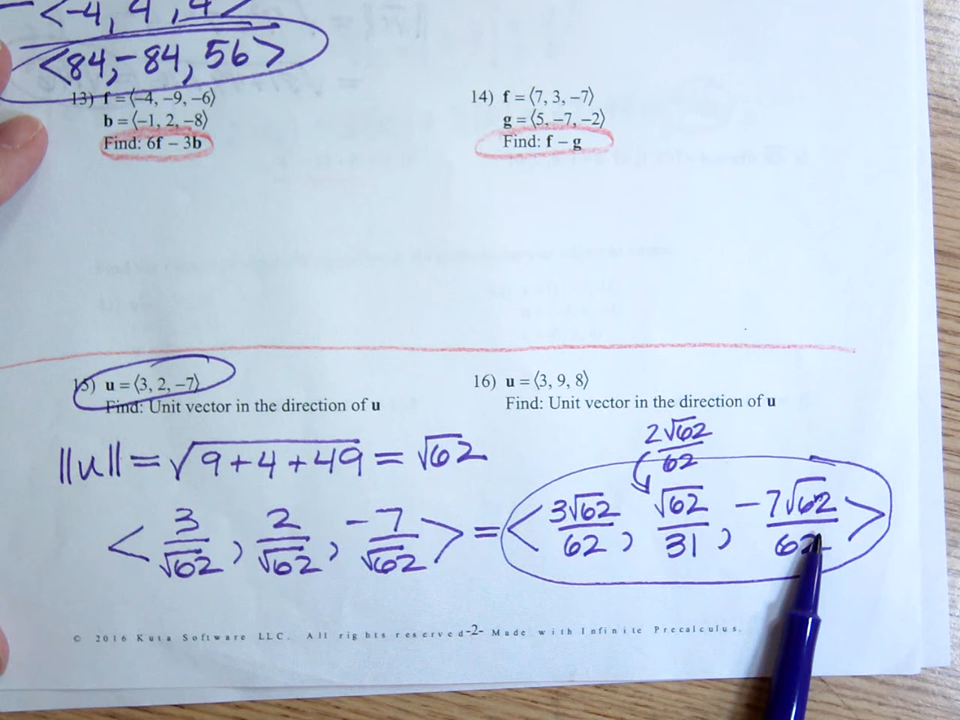 <-4, 4, 4>
<84, -84, 56>
13) f = ⟨-4, -9, -6⟩
b = ⟨-1, 2, -8⟩
Find: 6f − 3b
14) f = ⟨7, 3, -7⟩
g = ⟨5, -7, -2⟩
Find: f − g
15) u = ⟨3, 2, -7⟩
Find: Unit vector in the direction of u
16) u = ⟨3, 9, 8⟩
Find: Unit vector in the direction of u
||u|| = √(9+4+49) = √62
2√62/62
<3/√62, 2/√62, -7/√62> = <3√62/62, √62/31, -7√62/62>
© 2016 Kuta Software LLC. All rights reserved. -2- Made with Infinite Precalculus.